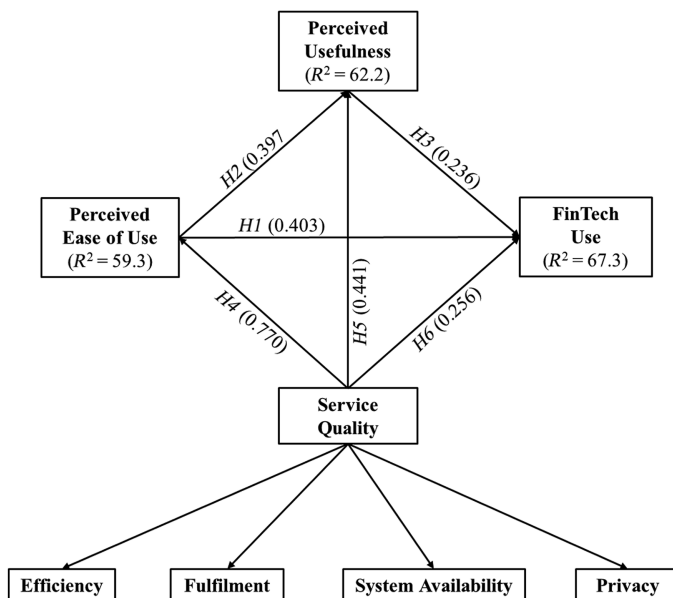 Perceived
Usefulness
(R² = 62.2)
H2 (0.397
H3 (0.236)
Perceived
Ease of Use
(R² = 59.3)
H1 (0.403)
FinTech
Use
(R² = 67.3)
H4 (0.770)
H5 (0.441)
H6 (0.256)
Service
Quality
Efficiency
Fulfilment
System Availability
Privacy